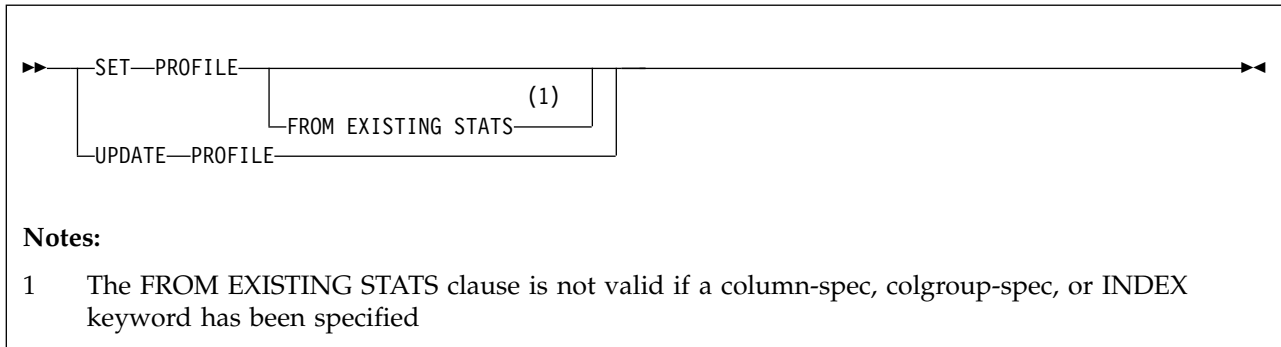 SET PROFILE
(1)
FROM EXISTING STATS
UPDATE PROFILE
Notes:
1 The FROM EXISTING STATS clause is not valid if a column-spec, colgroup-spec, or INDEX
keyword has been specified